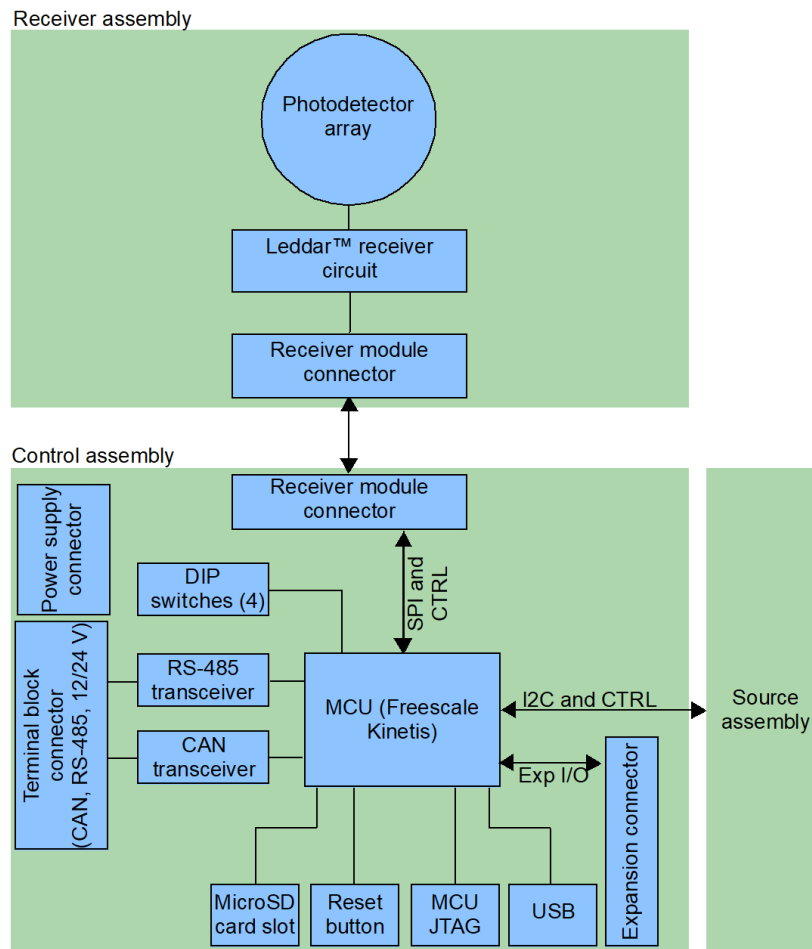 Receiver assembly
Photodetector
array
Leddar™ receiver
circuit
Receiver module
connector
Control assembly
Receiver module
connector
Power supply
connector
DIP
switches (4)
SPI and
CTRL
Terminal block
connector
(CAN, RS-485, 12/24 V)
RS-485
transceiver
MCU (Freescale
Kinetis)
I2C and CTRL
Source
assembly
CAN
transceiver
Exp I/O
Expansion connector
MicroSD
card slot
Reset
button
MCU
JTAG
USB